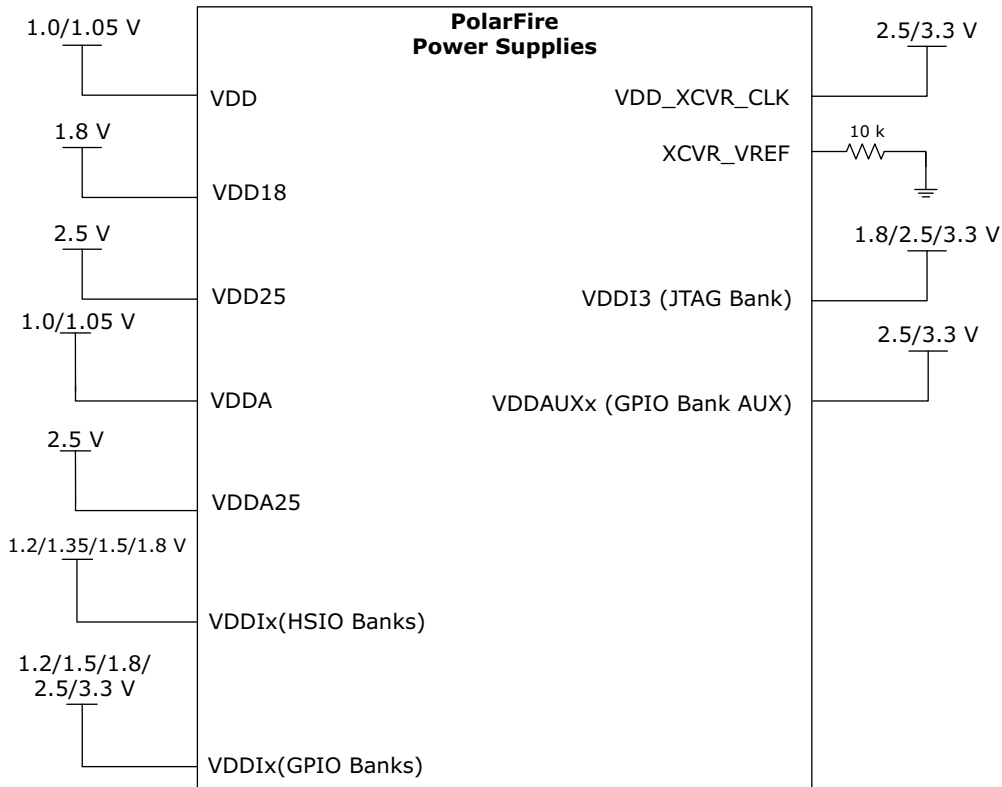 PolarFire
Power Supplies
1.0/1.05 V
VDD
1.8 V
VDD18
2.5 V
VDD25
1.0/1.05 V
VDDA
2.5 V
VDDA25
1.2/1.35/1.5/1.8 V
VDDIx(HSIO Banks)
1.2/1.5/1.8/
2.5/3.3 V
VDDIx(GPIO Banks)
2.5/3.3 V
VDD_XCVR_CLK
10 k
XCVR_VREF
1.8/2.5/3.3 V
VDDI3 (JTAG Bank)
2.5/3.3 V
VDDAUXx (GPIO Bank AUX)